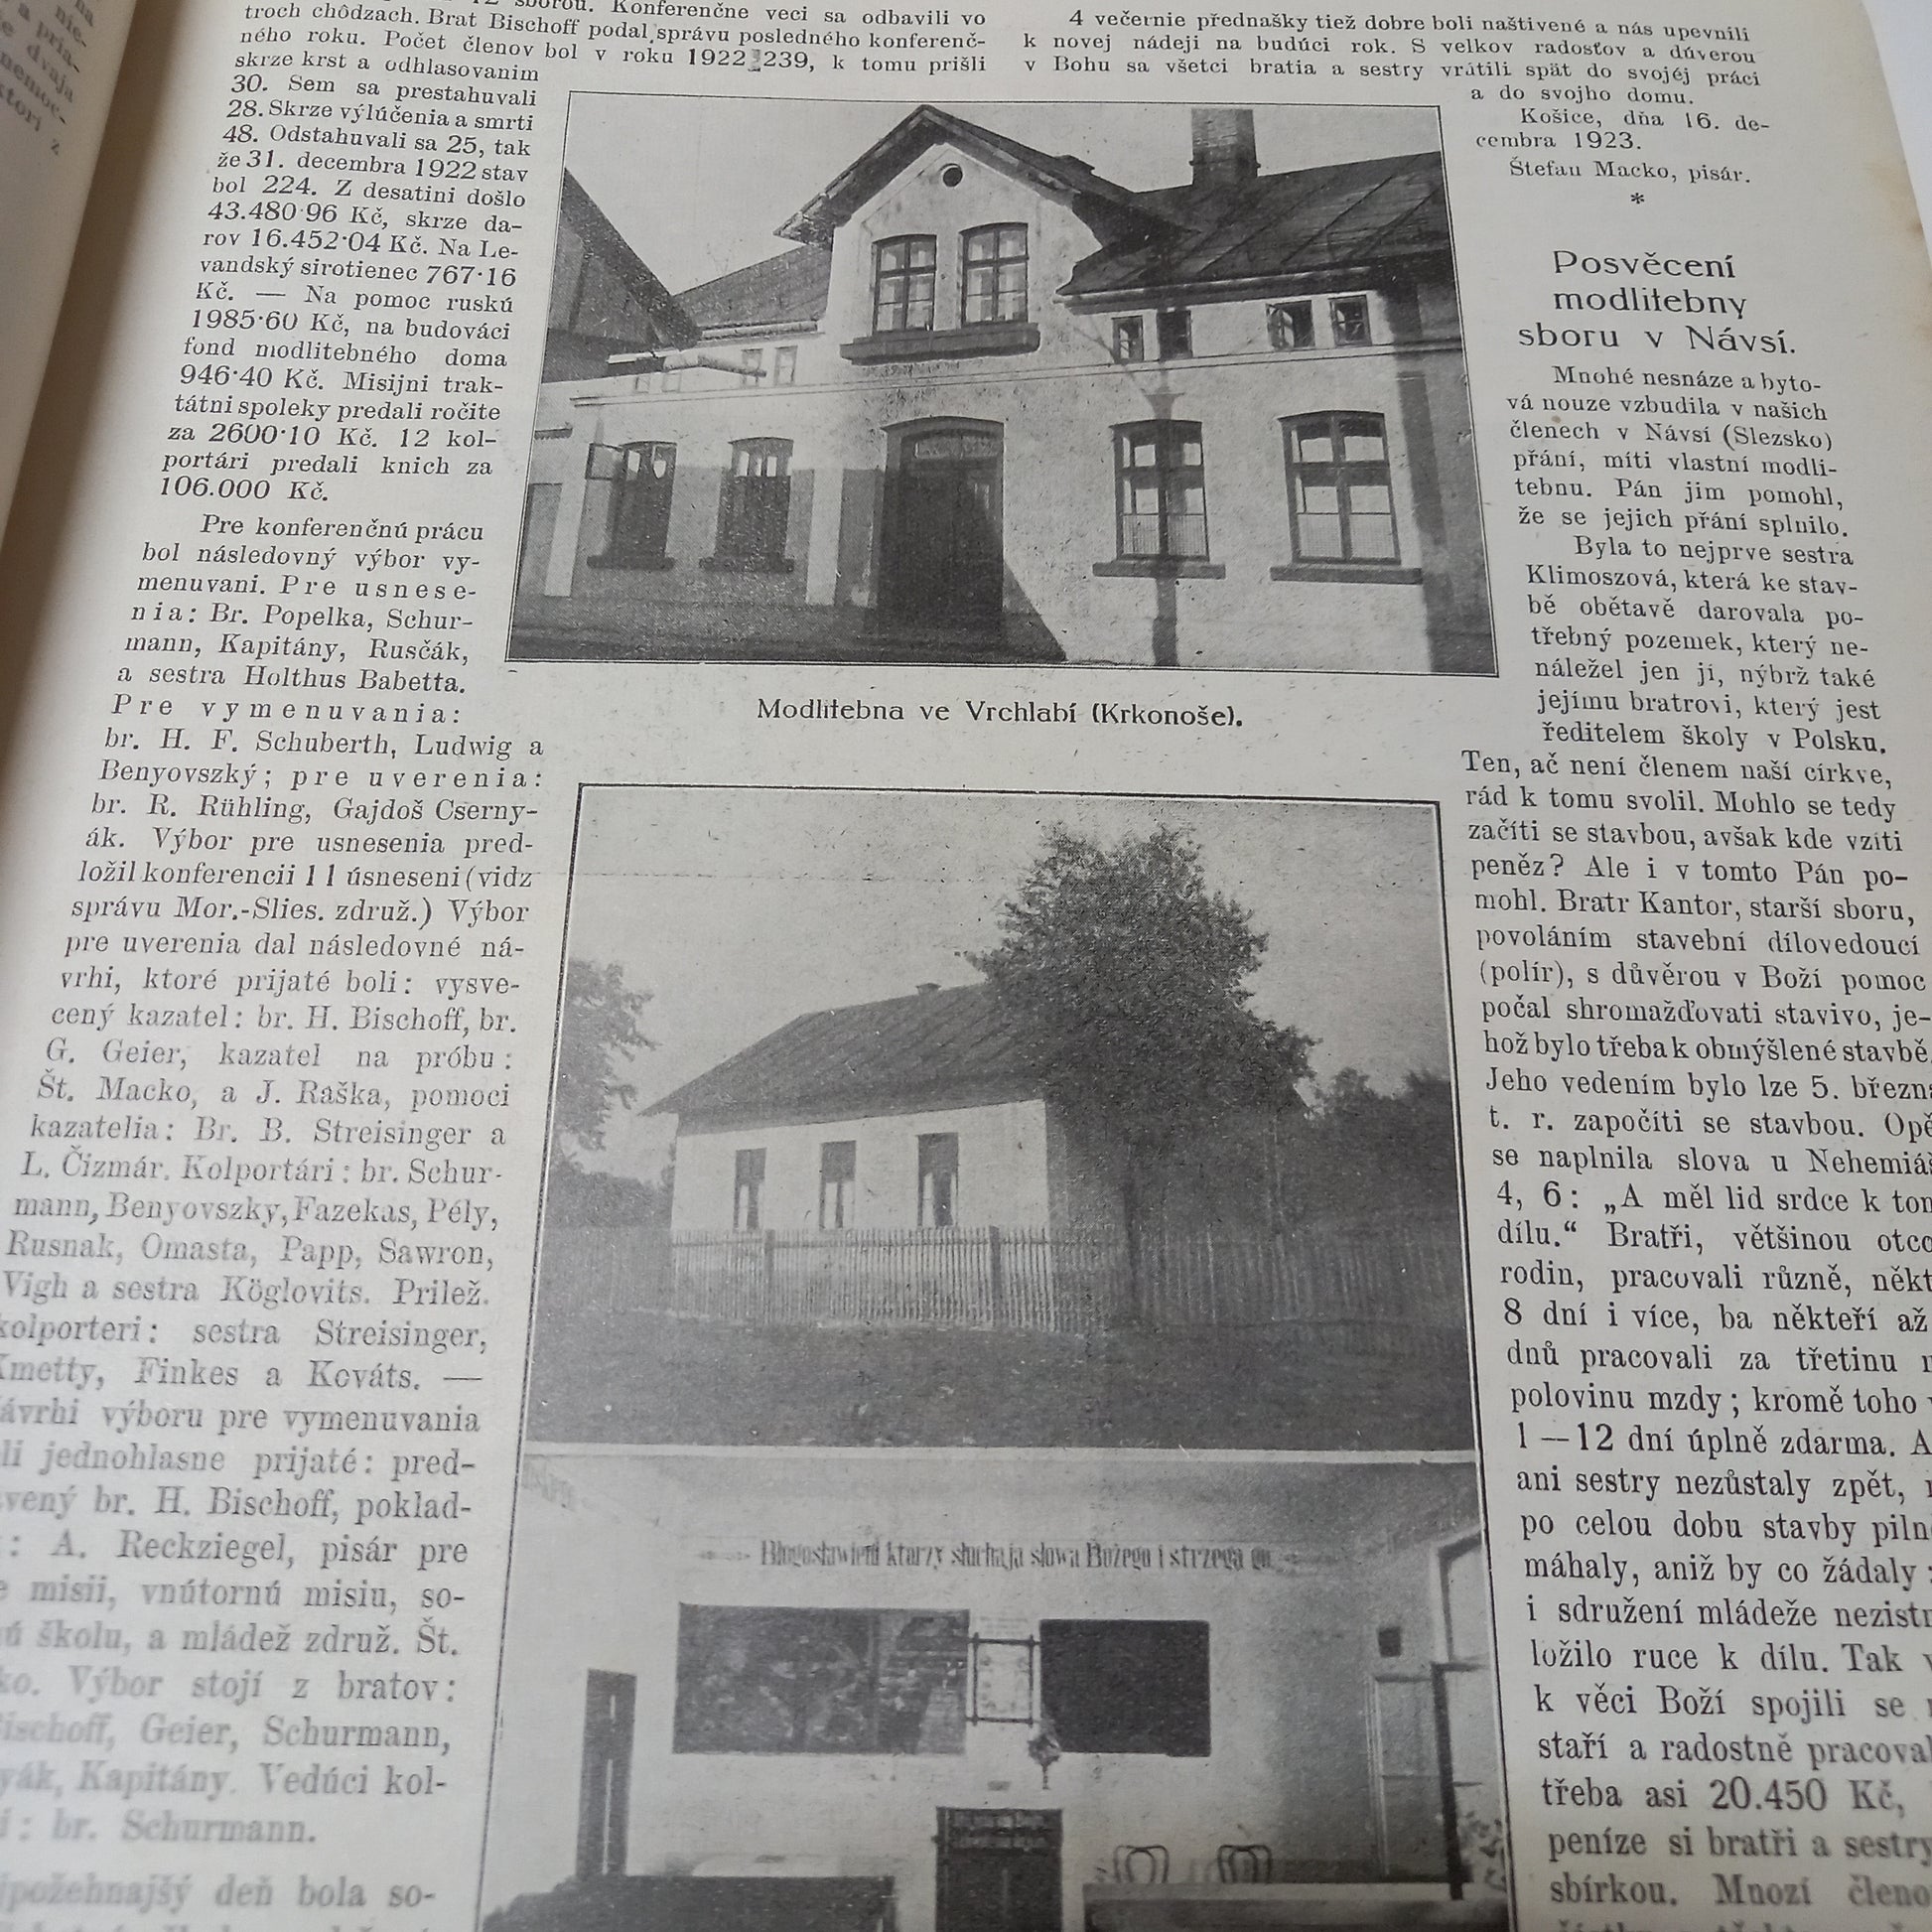 sborou. Konferenčne veci sa odbavili vo
troch chôdzach. Brat Bischoff podal správu posledného konferenč-
ného roku. Počet členov bol v roku 1922 239, k tomu prišli
skrze krst a odhlasovanim
30. Sem sa prestahuvali
28. Skrze výlúčenia a smrti
48. Odstahuvali sa 25, tak
že 31. decembra 1922 stav
bol 224. Z desatini došlo
43.480·96 Kč, skrze da-
rov 16.452·04 Kč. Na Le-
vandský sirotienec 767·16
Kč. — Na pomoc ruskú
1985·60 Kč, na budováci
fond modlitebného doma
946·40 Kč. Misijni trak-
tátni spoleky predali ročite
za 2600·10 Kč. 12 kol-
portári predali knich za
106.000 Kč.
Pre konferenčnú prácu
bol následovný výbor vy-
menuvani. Pre usnese-
nia: Br. Popelka, Schur-
mann, Kapitány, Rusčák,
a sestra Holthus Babetta.
Pre vymenuvania:
br. H. F. Schuberth, Ludwig a
Benyovszký; pre uverenia:
br. R. Rühling, Gajdoš Cserny-
ák. Výbor pre usnesenia pred-
ložil konferencii 11 úsneseni (vidz
správu Mor.-Slies. združ.) Výbor
pre uverenia dal následovné ná-
vrhi, ktoré prijaté boli: vysve-
cený kazatel: br. H. Bischoff, br.
G. Geier, kazatel na próbu:
Št. Macko, a J. Raška, pomoci
kazatelia: Br. B. Streisinger a
L. Čizmár. Kolportári: br. Schur-
mann, Benyovszky, Fazekas, Pély,
Rusnak, Omasta, Papp, Sawron,
Vigh a sestra Köglovits. Prilež.
kolporteri: sestra Streisinger,
Kmetty, Finkes a Kováts. —
ávrhi výboru pre vymenuvania
li jednohlasne prijaté: pred-
vený br. H. Bischoff, poklad-
: A. Reckziegel, pisár pre
misii, vnútornú misiu, so-
ú školu, a mládež združ. Št.
ko. Výbor stojí z bratov:
Bischoff, Geier, Schurmann,
yák, Kapitány. Vedúci kol-
i: br. Schurmann.
jpožehnajšý deň bola so-
4 večernie přednašky tiež dobre boli naštivené a nás upevnili
k novej nádeji na budúci rok. S velkov radosťov a dúverou
v Bohu sa všetci bratia a sestry vrátili spät do svojéj práci
a do svojho domu.
Košice, dňa 16. de-
cembra 1923.
Štefan Macko, pisár.
*
Posvěcení
modlitebny
sboru v Návsí.
Mnohé nesnáze a byto-
vá nouze vzbudila v našich
členech v Návsí (Slezsko)
přání, míti vlastní modli-
tebnu. Pán jim pomohl,
že se jejich přání splnilo.
Byla to nejprve sestra
Klimoszová, která ke stav-
bě obětavě darovala po-
třebný pozemek, který ne-
náležel jen jí, nýbrž také
jejímu bratrovi, který jest
ředitelem školy v Polsku.
Ten, ač není členem naší církve,
rád k tomu svolil. Mohlo se tedy
začíti se stavbou, avšak kde vzíti
peněz? Ale i v tomto Pán po-
mohl. Bratr Kantor, starší sboru,
povoláním stavební dílovedoucí
(polír), s důvěrou v Boží pomoc
počal shromažďovati stavivo, je-
hož bylo třeba k obmýšlené stavbě.
Jeho vedením bylo lze 5. března
t. r. započíti se stavbou. Opě
se naplnila slova u Nehemiáš
4, 6: „A měl lid srdce k tom
dílu.“ Bratři, většinou otco
rodin, pracovali různě, někt
8 dní i více, ba někteří až
dnů pracovali za třetinu
polovinu mzdy; kromě toho
1—12 dní úplně zdarma. A
ani sestry nezůstaly zpět,
po celou dobu stavby pilně
máhaly, aniž by co žádaly:
i sdružení mládeže nezistn
ložilo ruce k dílu. Tak
k věci Boží spojili se
staří a radostně pracoval
třeba asi 20.450 Kč,
peníze si bratři a sestry
sbírkou. Mnozí členo
Modlitebna ve Vrchlabí (Krkonoše).
Błogosławieni ktarzy słuchaja słowa Bożego i strzega go.